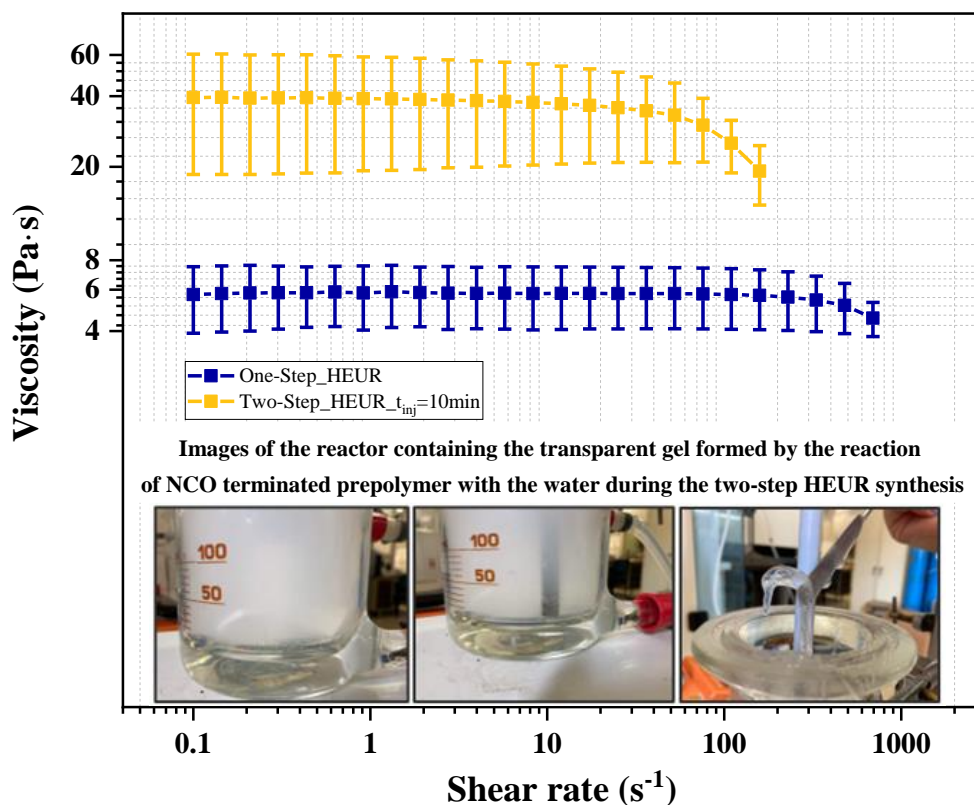 60
40
20
8
6
4
Viscosity (Pa·s)
One-Step_HEUR
Two-Step_HEUR_t_inj=10min
Images of the reactor containing the transparent gel formed by the reaction
of NCO terminated prepolymer with the water during the two-step HEUR synthesis
100
50
100
50
0.1 1 10 100 1000
Shear rate (s⁻¹)